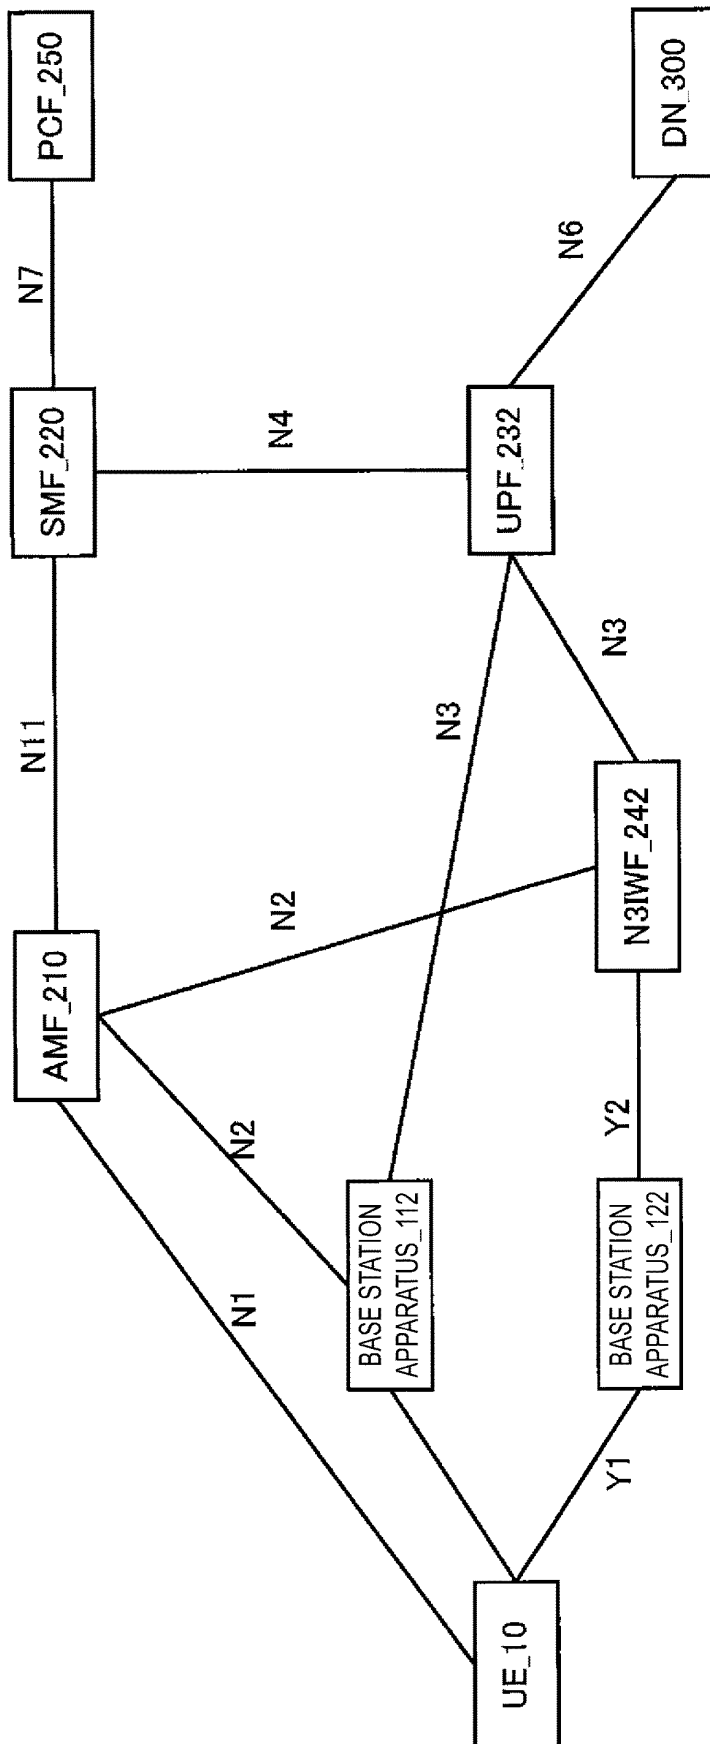 PCF_250
N7
SMF_220
N11
AMF_210
N4
N2
N2
N1
N6
DN_300
UPF_232
N3
N3
N3IWF_242
BASE STATION
APPARATUS_112
Y2
BASE STATION
APPARATUS_122
Y1
UE_10